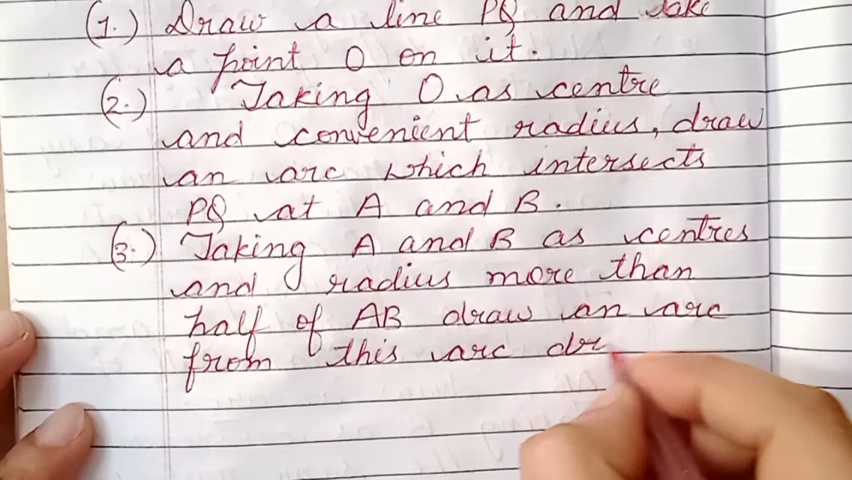 (1.) Draw a line PQ and take
a point O on it.
(2.) Taking O as centre
and convenient radius, draw
an arc which intersects
PQ at A and B.
(3.) Taking A and B as centres
and radius more than
half of AB draw an arc
from this arc dr